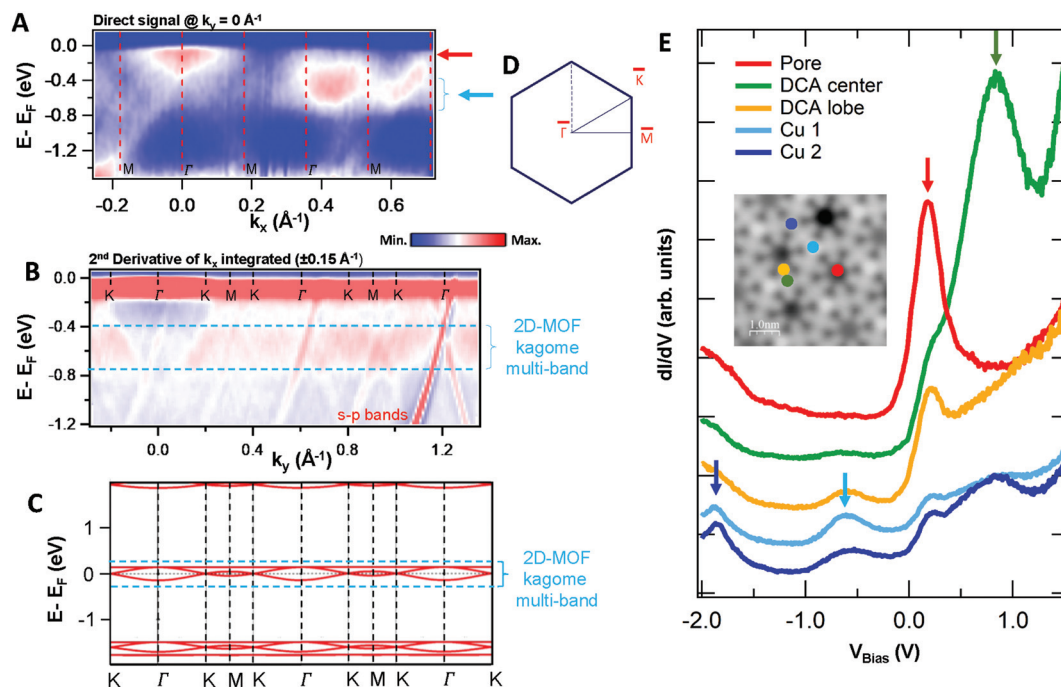 A
Direct signal @ ky = 0 Å-1
0.0
-0.4
-0.8
-1.2
E- EF (eV)
M Γ M Γ M
-0.2 0.0 0.2 0.4 0.6
kx (Å-1)
Min. Max.
B
2nd Derivative of kx integrated (±0.15 Å-1)
0.0
-0.4
-0.8
-1.2
E- EF (eV)
K Γ K M K Γ K M K Γ
s-p bands
0.0 0.4 0.8 1.2
ky (Å-1)
2D-MOF
kagome
multi-band
C
1
0
-1
E- EF (eV)
K Γ K M K Γ K M K Γ K
2D-MOF
kagome
multi-band
D
K
Γ
M
E
Pore
DCA center
DCA lobe
Cu 1
Cu 2
1.0nm
dI/dV (arb. units)
-2.0 -1.0 0.0 1.0
VBias (V)